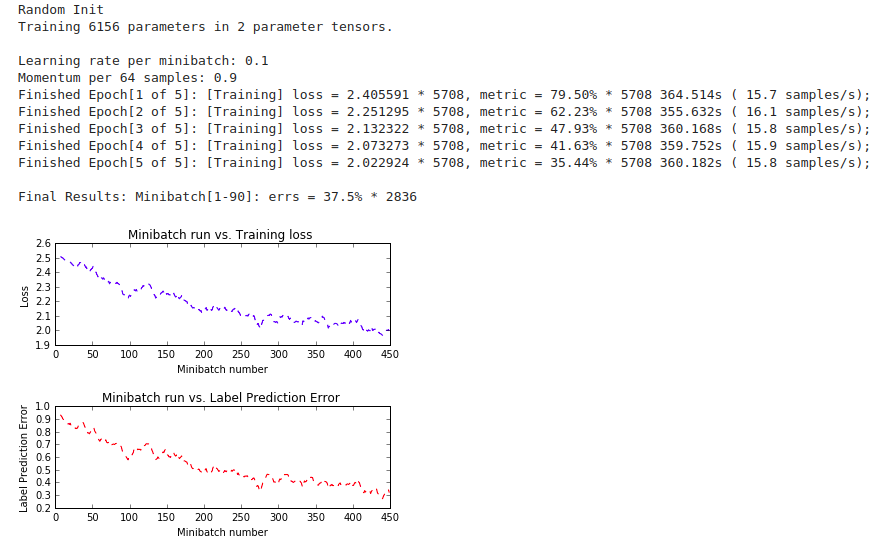 Random Init
Training 6156 parameters in 2 parameter tensors.
Learning rate per minibatch: 0.1
Momentum per 64 samples: 0.9
Finished Epoch[1 of 5]: [Training] loss = 2.405591 * 5708, metric = 79.50% * 5708 364.514s ( 15.7 samples/s);
Finished Epoch[2 of 5]: [Training] loss = 2.251295 * 5708, metric = 62.23% * 5708 355.632s ( 16.1 samples/s);
Finished Epoch[3 of 5]: [Training] loss = 2.132322 * 5708, metric = 47.93% * 5708 360.168s ( 15.8 samples/s);
Finished Epoch[4 of 5]: [Training] loss = 2.073273 * 5708, metric = 41.63% * 5708 359.752s ( 15.9 samples/s);
Finished Epoch[5 of 5]: [Training] loss = 2.022924 * 5708, metric = 35.44% * 5708 360.182s ( 15.8 samples/s);
Final Results: Minibatch[1-90]: errs = 37.5% * 2836
Minibatch run vs. Training loss
Loss
2.6
2.5
2.4
2.3
2.2
2.1
2.0
1.9
0 50 100 150 200 250 300 350 400 450
Minibatch number
Minibatch run vs. Label Prediction Error
Label Prediction Error
1.0
0.9
0.8
0.7
0.6
0.5
0.4
0.3
0.2
0 50 100 150 200 250 300 350 400 450
Minibatch number